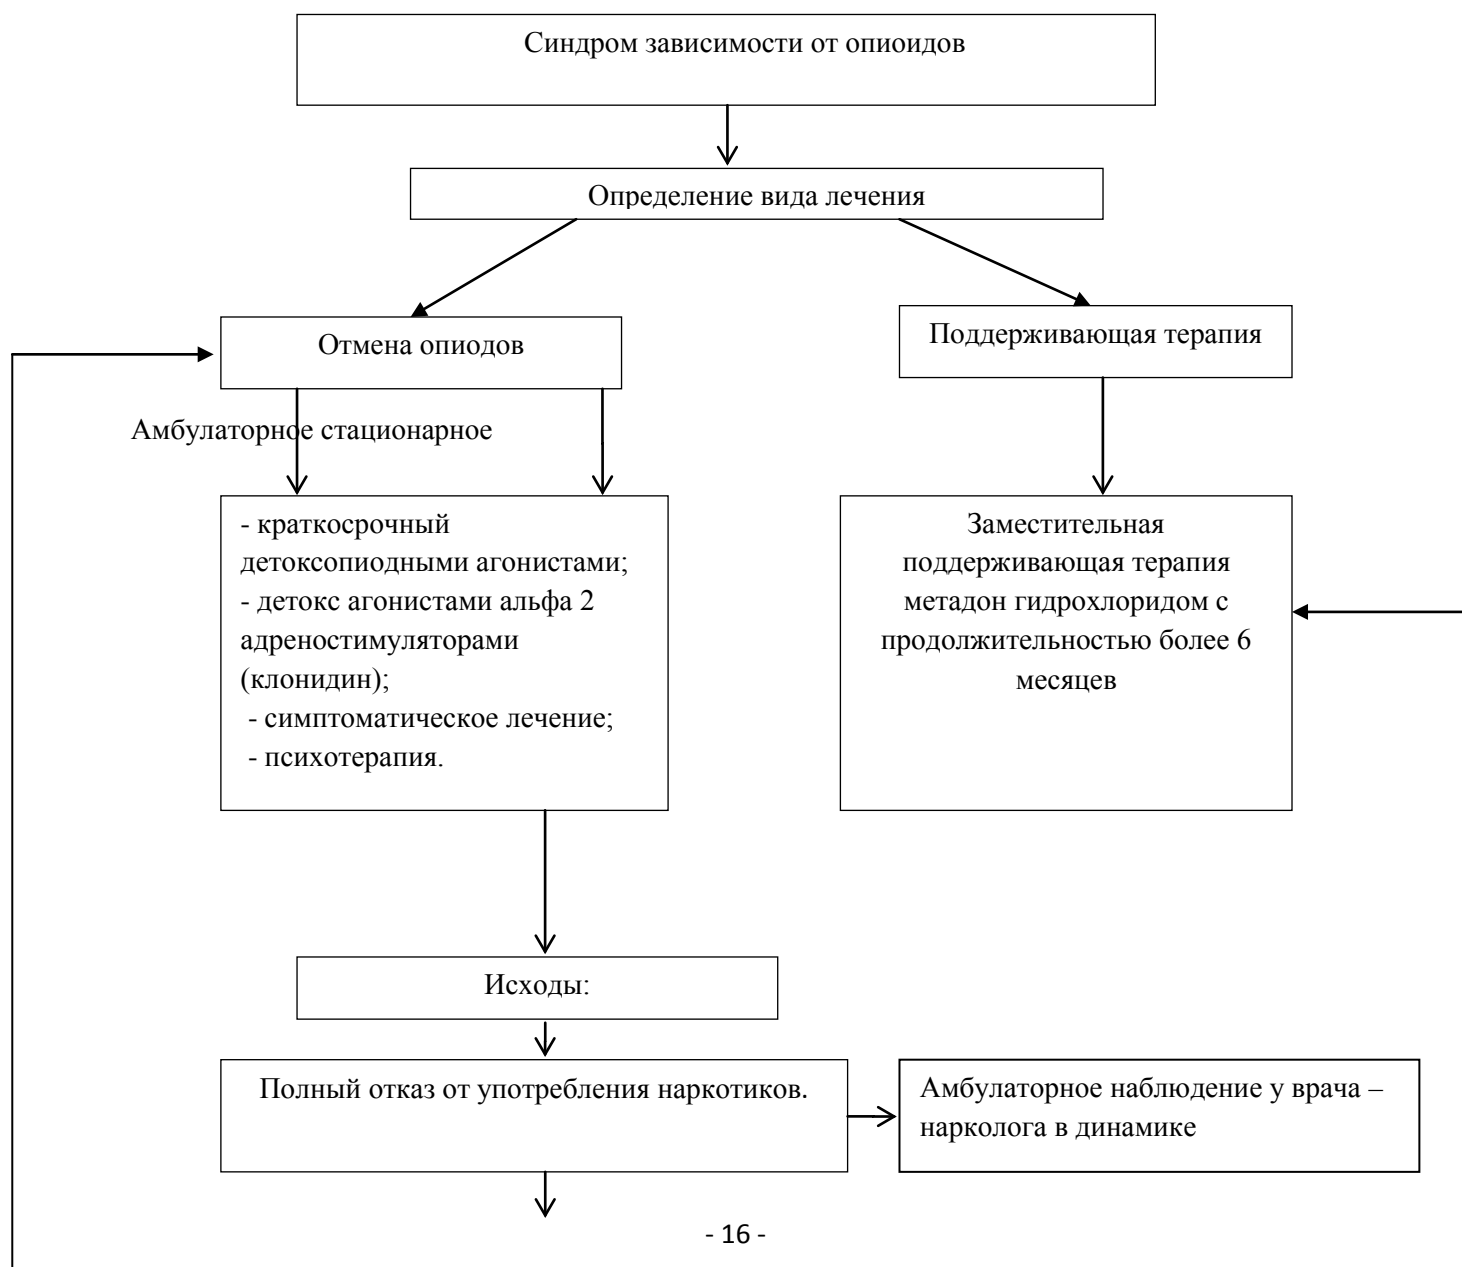 Синдром зависимости от опиоидов
Определение вида лечения
Отмена опиодов
Поддерживающая терапия
Амбулаторное стационарное
- краткосрочный
детоксопиодными агонистами;
- детокс агонистами альфа 2
адреностимуляторами
(клонидин);
- симптоматическое лечение;
- психотерапия.
Заместительная
поддерживающая терапия
метадон гидрохлоридом с
продолжительностью более 6
месяцев
Исходы:
Полный отказ от употребления наркотиков.
Амбулаторное наблюдение у врача –
нарколога в динамике
- 16 -